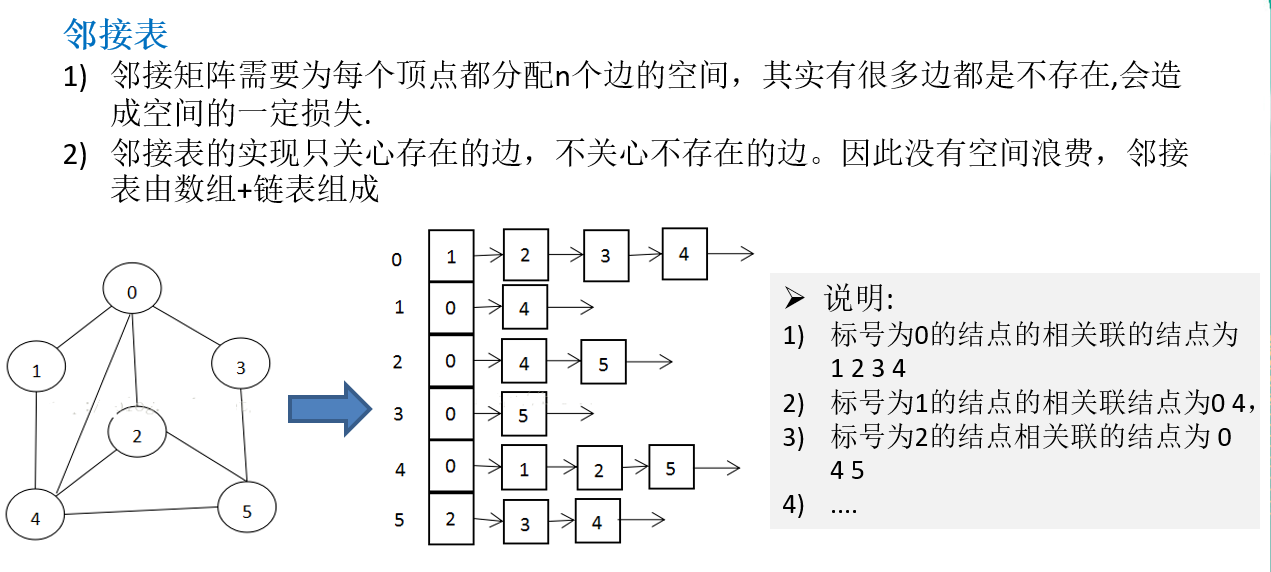 邻接表
1) 邻接矩阵需要为每个顶点都分配n个边的空间，其实有很多边都是不存在,会造
成空间的一定损失.
2) 邻接表的实现只关心存在的边，不关心不存在的边。因此没有空间浪费，邻接
表由数组+链表组成
0
1
2
3
4
5
0 1 2 3 4
1 0 4
2 0 4 5
3 0 5
4 0 1 2 5
5 2 3 4
➢ 说明:
1) 标号为0的结点的相关联的结点为
1 2 3 4
2) 标号为1的结点的相关联结点为0 4，
3) 标号为2的结点相关联的结点为 0
4 5
4) ....